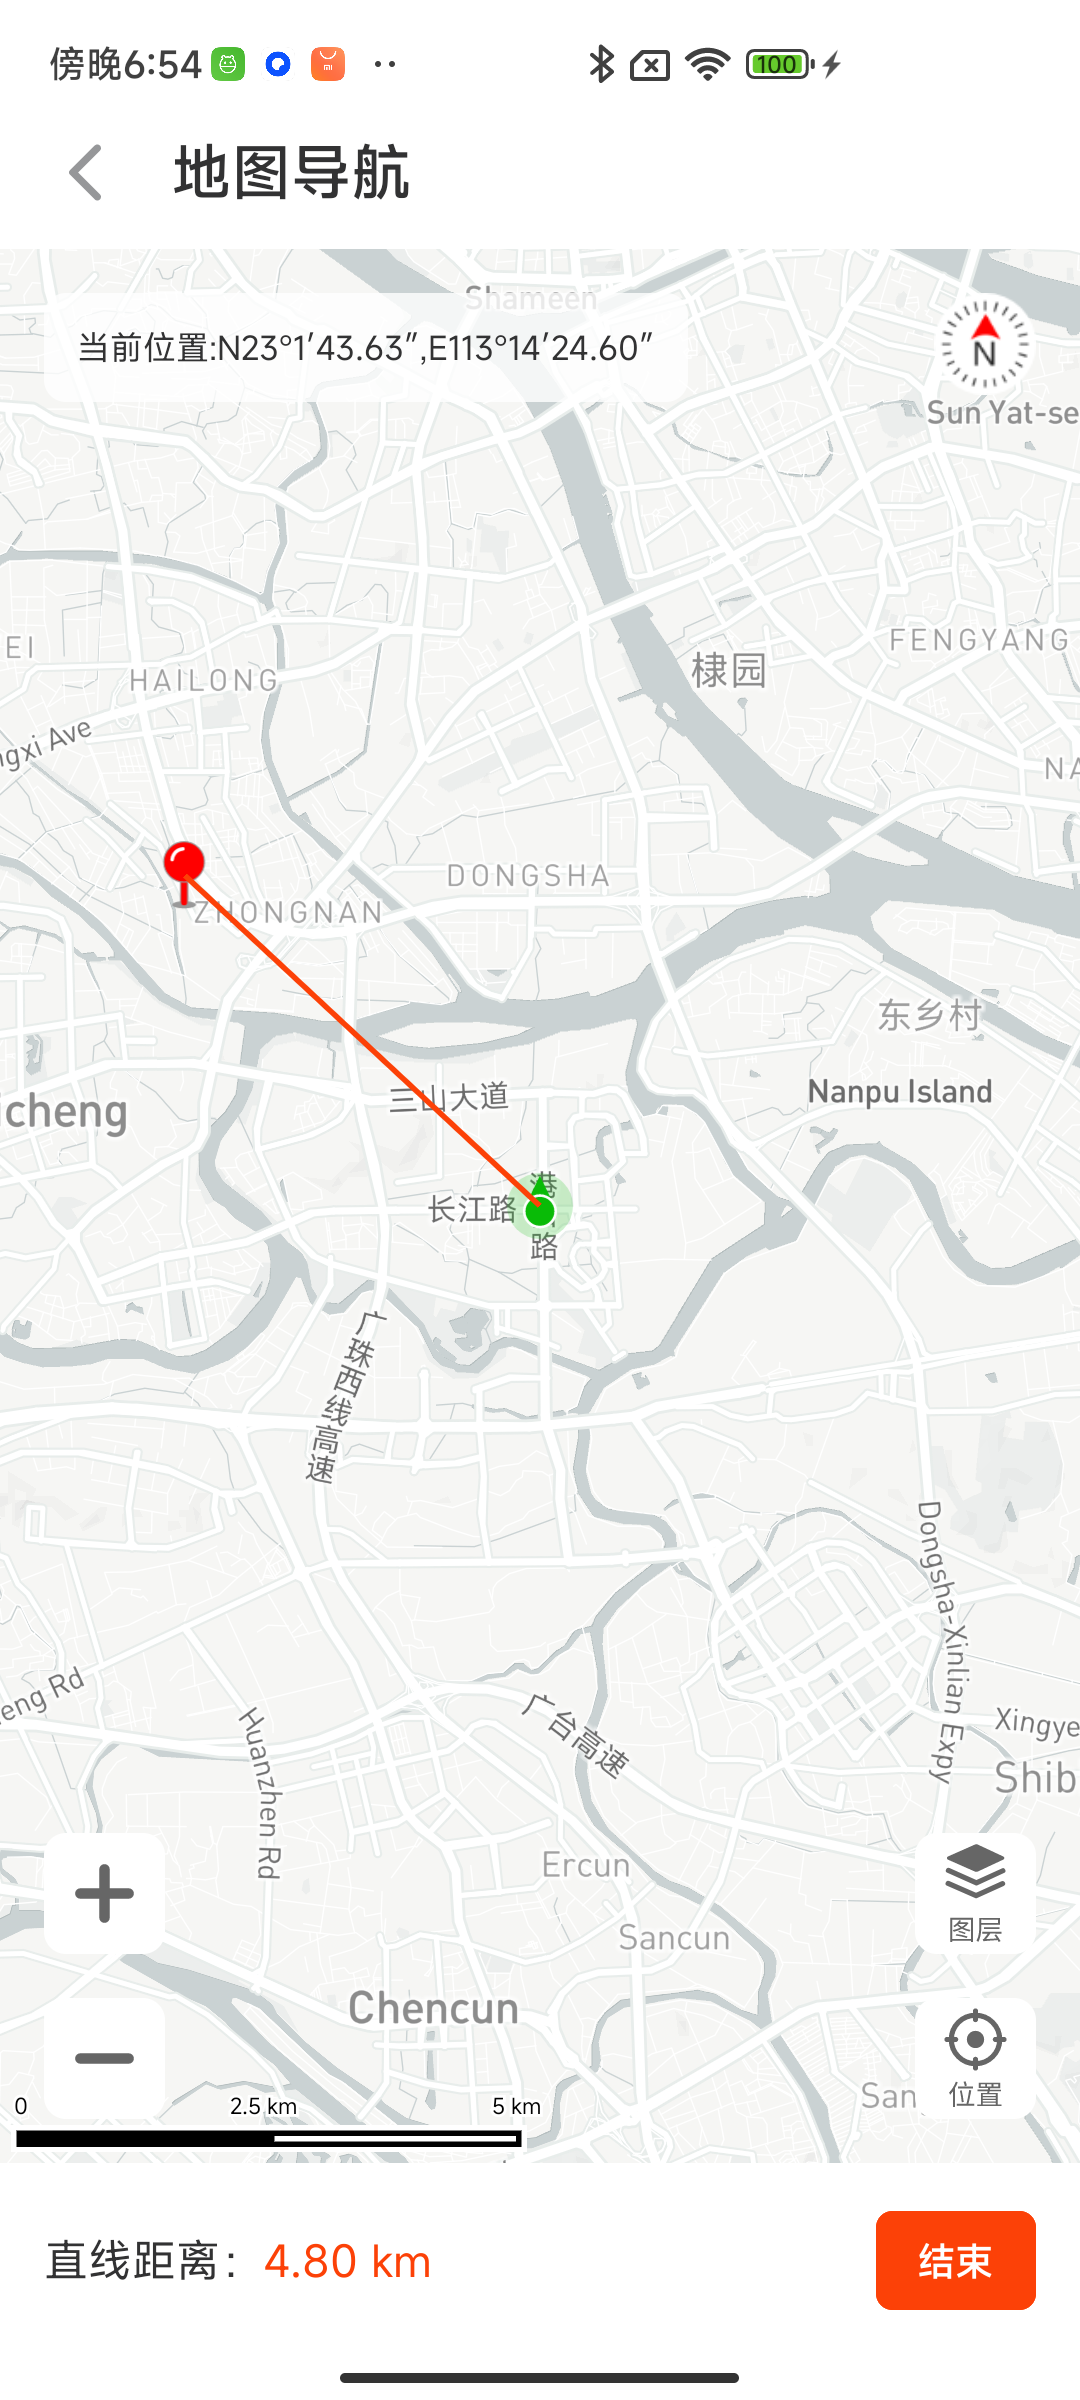 傍晚6:54
100
地图导航
Shameen
当前位置:N23°1′43.63″,E113°14′24.60″
N
Sun Yat-se
FENGYANG
EI
棣园
HAILONG
ngxi Ave
NA
DONGSHA
ZHONGNAN
东乡村
Nanpu Island
三山大道
icheng
港
长江路
路
广珠西线高速
Dongsha-Xinlian Expy
eng Rd
Huanzhen Rd
广台高速
Xingye
Shib
Ercun
图层
Sancun
Chencun
San
位置
0 2.5 km 5 km
直线距离: 4.80 km
结束